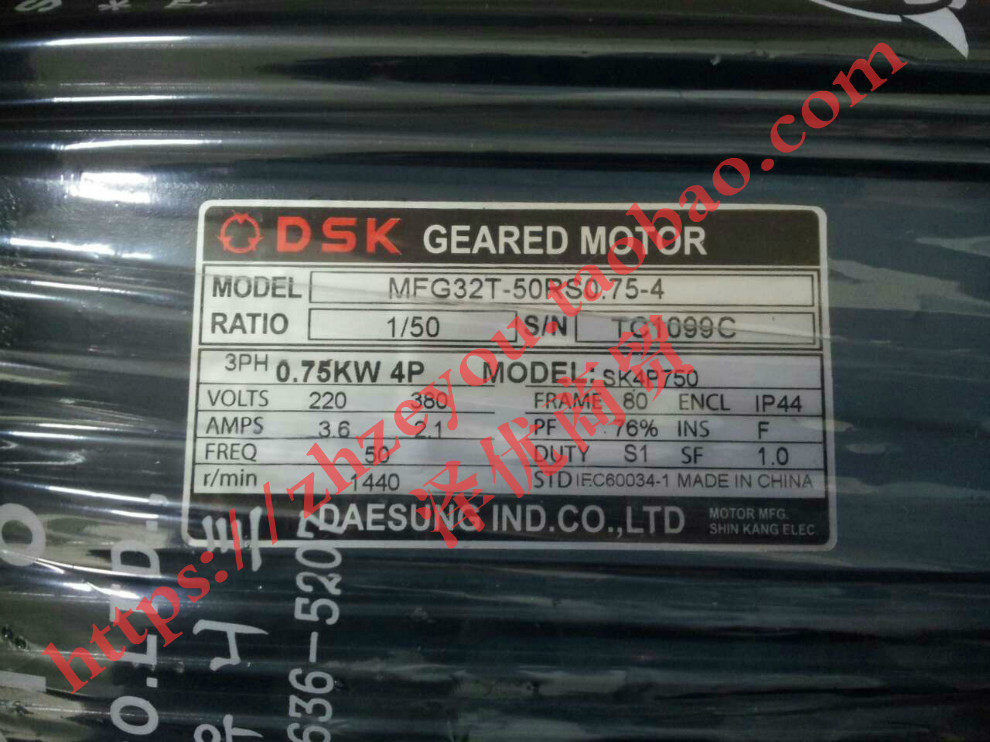 DSK GEARED MOTOR
MODEL MFG32T-50RS0.75-4
RATIO 1/50 S/N TC1099C
3PH 0.75KW 4P MODEL: SK4P750
VOLTS 220 380 FRAME 80 ENCL IP44
AMPS 3.6 2.1 PF 76% INS F
FREQ 50 DUTY S1 SF 1.0
r/min 1440 STD IEC60034-1 MADE IN CHINA
DAESUNG IND.CO.,LTD MOTOR MFG.
SHIN KANG ELEC
https://zhzeyou.taobao.com
泽优商贸
O.LTD.
636-5207